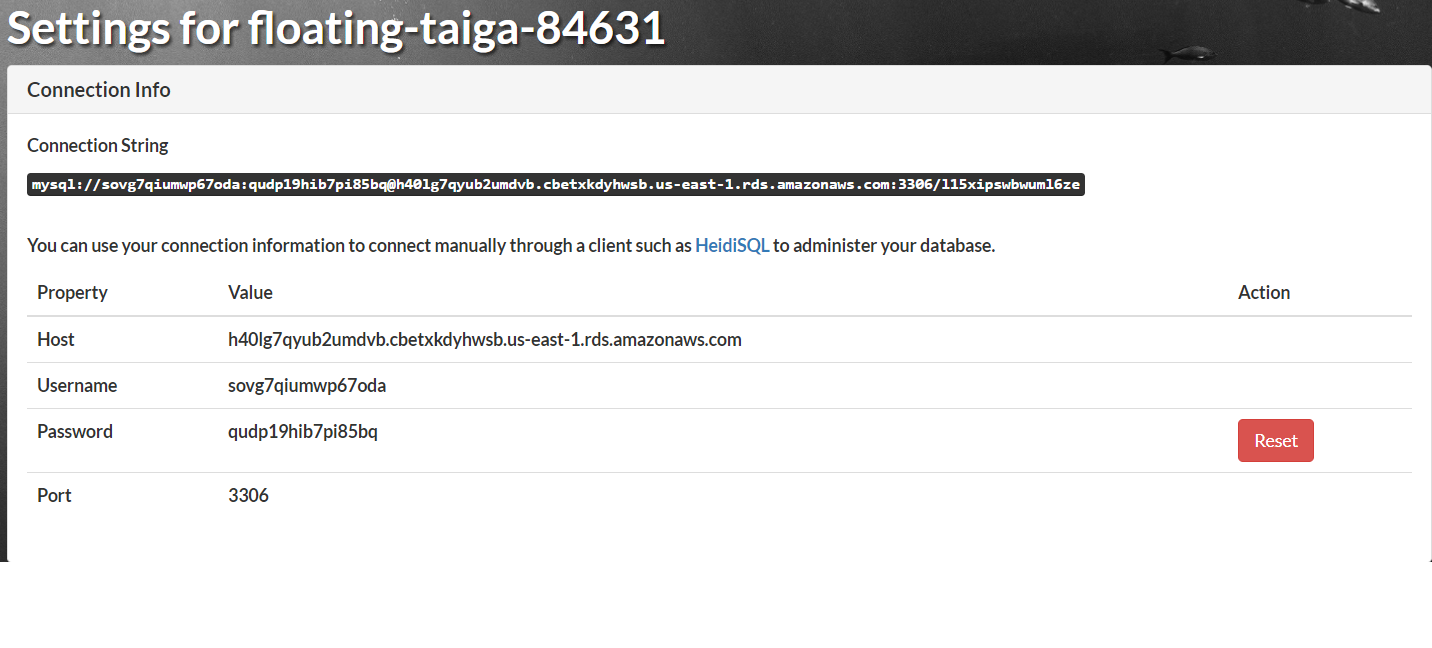 Settings for floating-taiga-84631
Connection Info
Connection String
mysql://sovg7qiumwp67oda:qudp19hib7pi85bq@h40lg7qyub2umdvb.cbetxkdyhwsb.us-east-1.rds.amazonaws.com:3306/l15xipswbwuml6ze
You can use your connection information to connect manually through a client such as HeidiSQL to administer your database.
Property Value Action
Host h40lg7qyub2umdvb.cbetxkdyhwsb.us-east-1.rds.amazonaws.com
Username sovg7qiumwp67oda
Password qudp19hib7pi85bq Reset
Port 3306